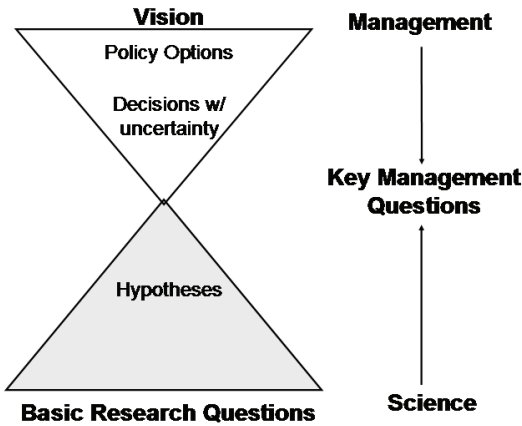 Vision
Policy Options
Decisions w/
uncertainty
Hypotheses
Basic Research Questions
Management
Key Management
Questions
Science